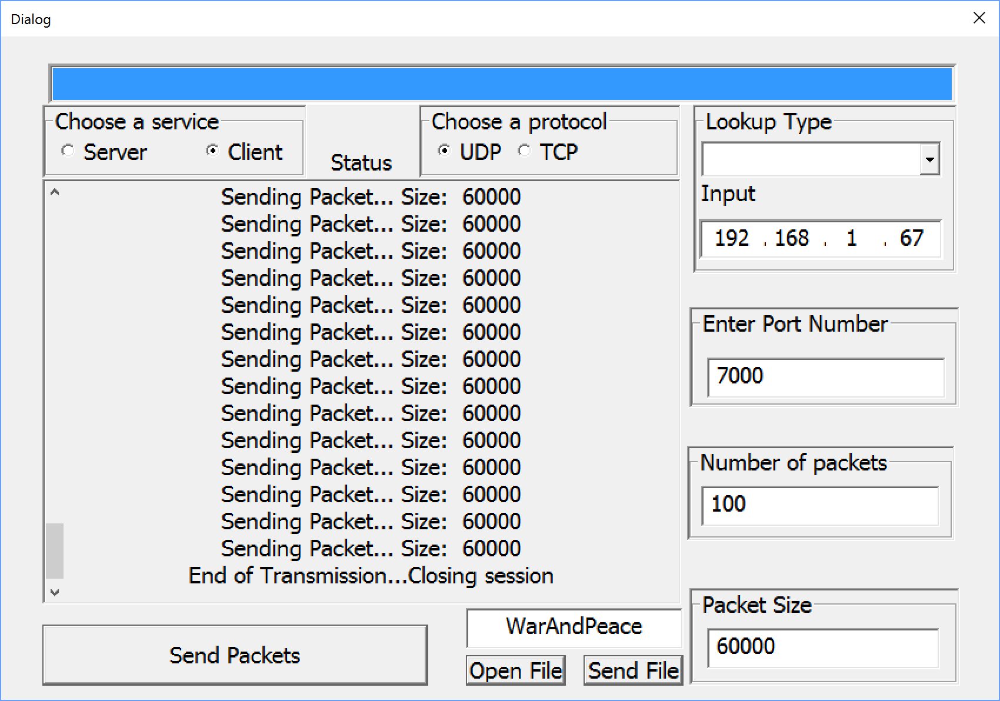 Dialog
Choose a service
Server Client
Status
Choose a protocol
UDP TCP
Lookup Type
Input
192 . 168 . 1 . 67
Sending Packet... Size: 60000
Sending Packet... Size: 60000
Sending Packet... Size: 60000
Sending Packet... Size: 60000
Sending Packet... Size: 60000
Sending Packet... Size: 60000
Sending Packet... Size: 60000
Sending Packet... Size: 60000
Sending Packet... Size: 60000
Sending Packet... Size: 60000
Sending Packet... Size: 60000
Sending Packet... Size: 60000
Sending Packet... Size: 60000
Sending Packet... Size: 60000
End of Transmission...Closing session
Enter Port Number
7000
Number of packets
100
Packet Size
60000
Send Packets
WarAndPeace
Open File
Send File